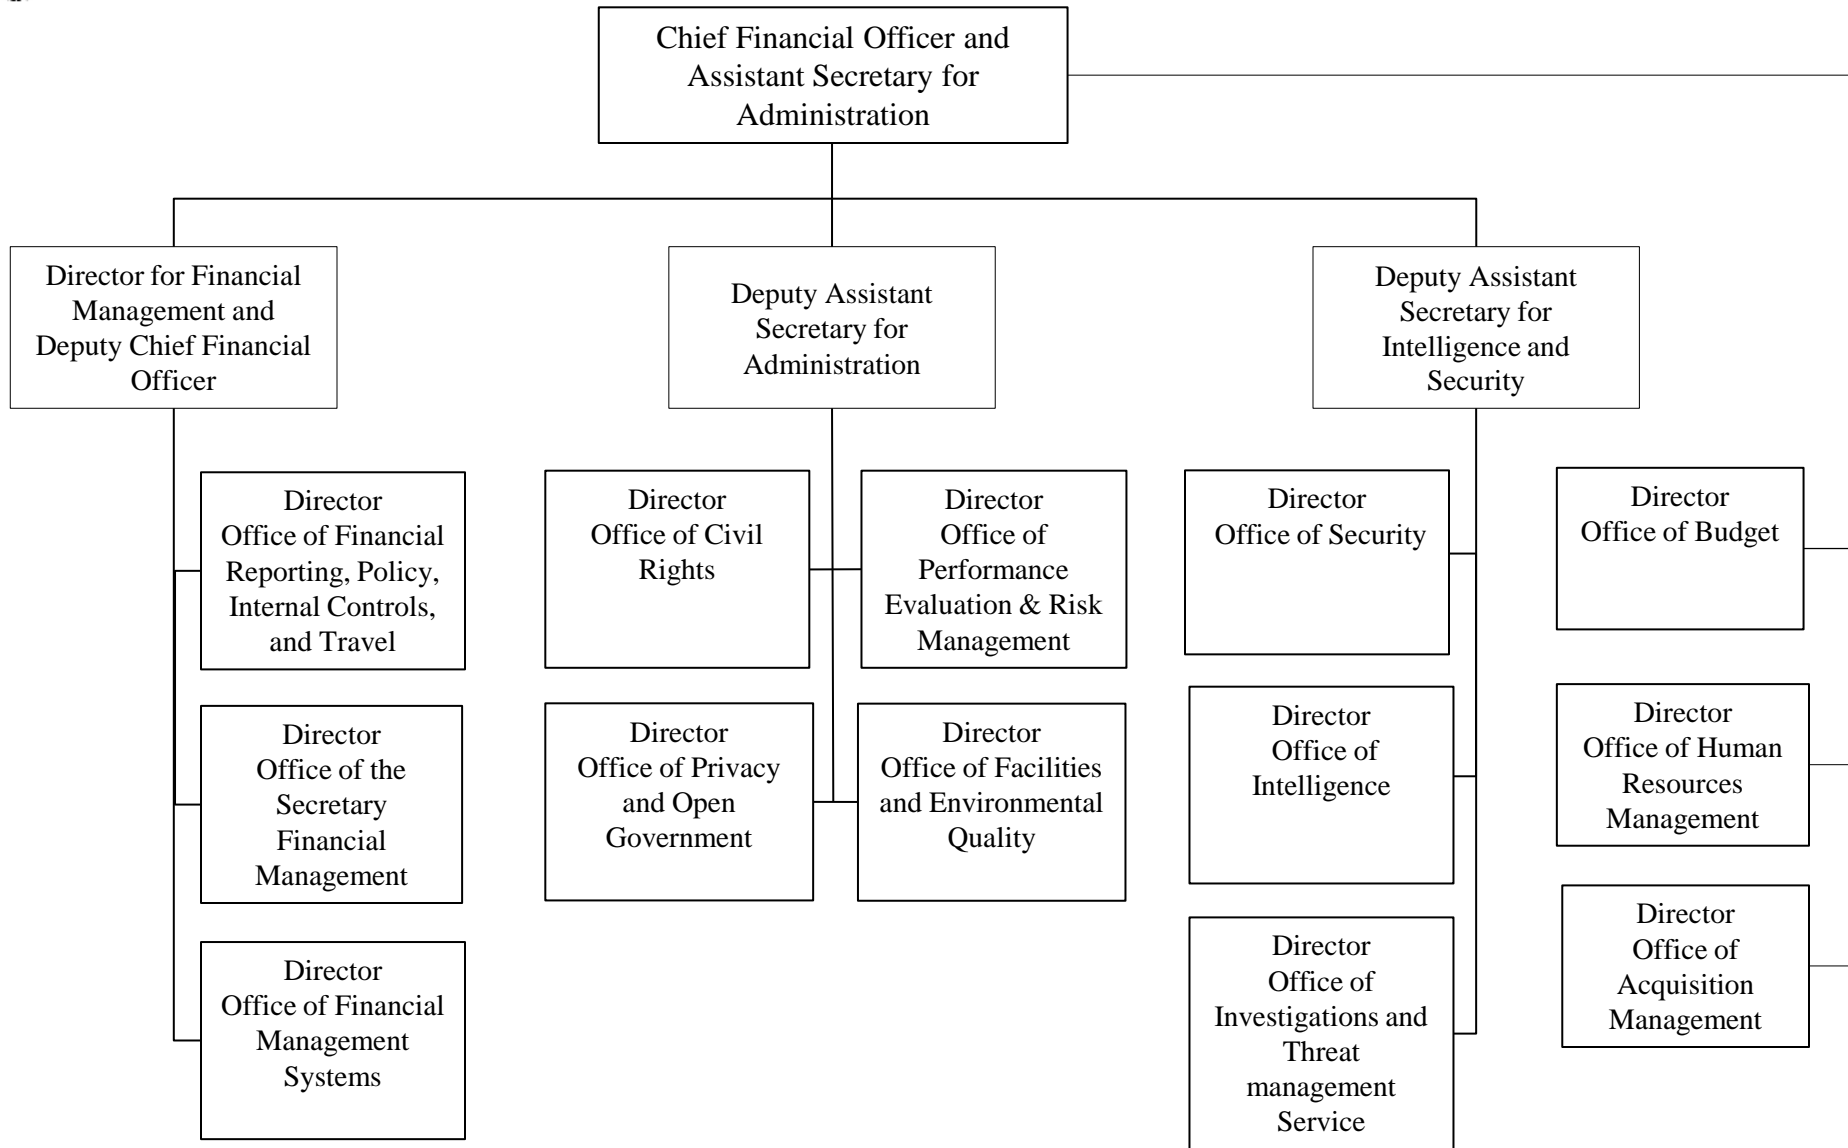 Chief Financial Officer and
Assistant Secretary for
Administration
Director for Financial
Management and
Deputy Chief Financial
Officer
Deputy Assistant
Secretary for
Administration
Deputy Assistant
Secretary for
Intelligence and
Security
Director
Office of Financial
Reporting, Policy,
Internal Controls,
and Travel
Director
Office of the
Secretary
Financial
Management
Director
Office of Financial
Management
Systems
Director
Office of Civil
Rights
Director
Office of
Performance
Evaluation & Risk
Management
Director
Office of Privacy
and Open
Government
Director
Office of Facilities
and Environmental
Quality
Director
Office of Security
Director
Office of
Intelligence
Director
Office of
Investigations and
Threat
management
Service
Director
Office of Budget
Director
Office of Human
Resources
Management
Director
Office of
Acquisition
Management